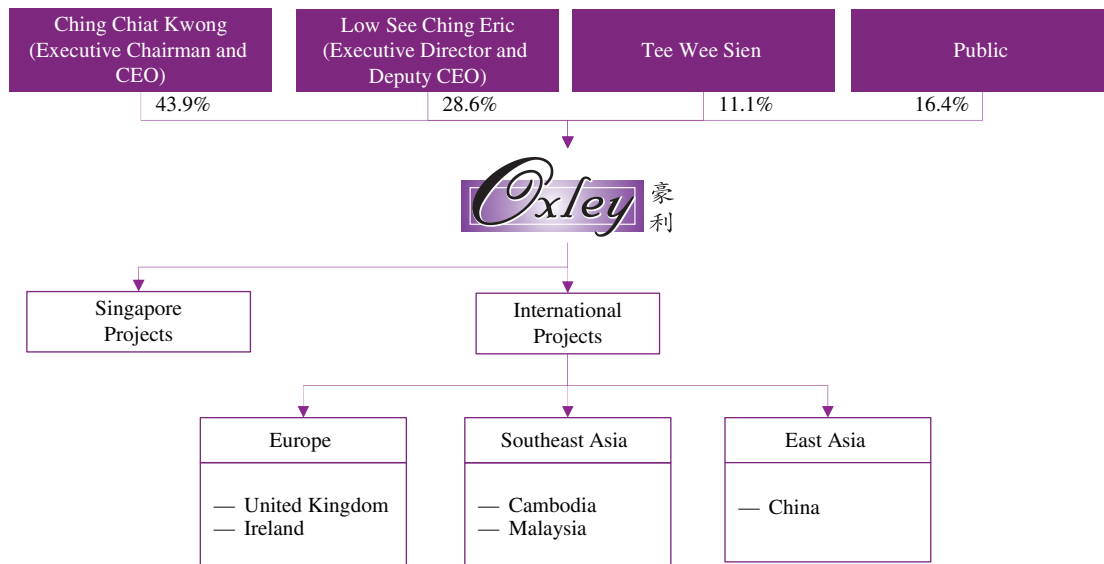 Ching Chiat Kwong
(Executive Chairman and
CEO)
Low See Ching Eric
(Executive Director and
Deputy CEO)
Tee Wee Sien
Public
43.9%
28.6%
11.1%
16.4%
Oxley
豪利
Singapore
Projects
International
Projects
Europe
— United Kingdom
— Ireland
Southeast Asia
— Cambodia
— Malaysia
East Asia
— China